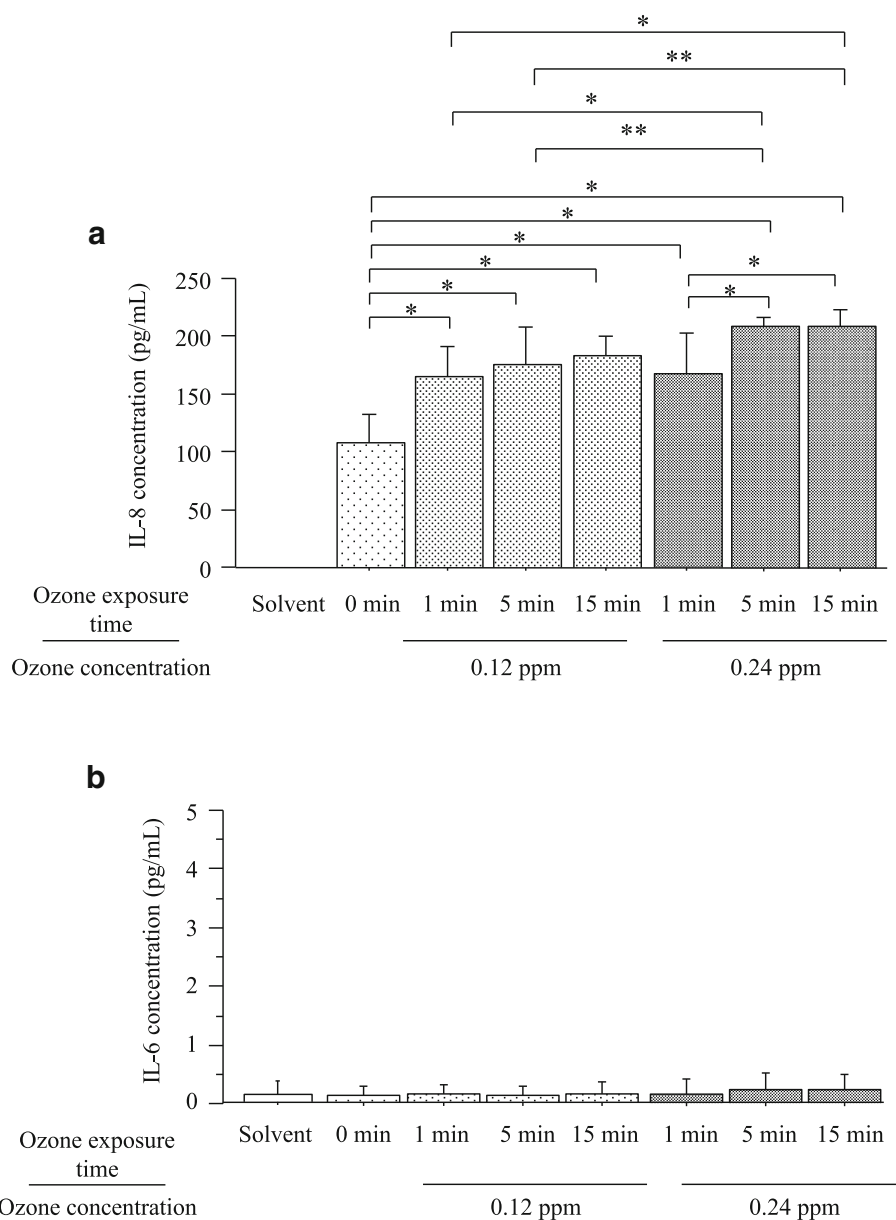 *
**
*
**
*
*
*
*
*
*
*
*
a
IL-8 concentration (pg/mL)
250
200
150
100
50
0
Ozone exposure time
Solvent 0 min 1 min 5 min 15 min 1 min 5 min 15 min
Ozone concentration 0.12 ppm 0.24 ppm
b
IL-6 concentration (pg/mL)
5
4
3
2
1
0
Ozone exposure time
Solvent 0 min 1 min 5 min 15 min 1 min 5 min 15 min
Ozone concentration 0.12 ppm 0.24 ppm